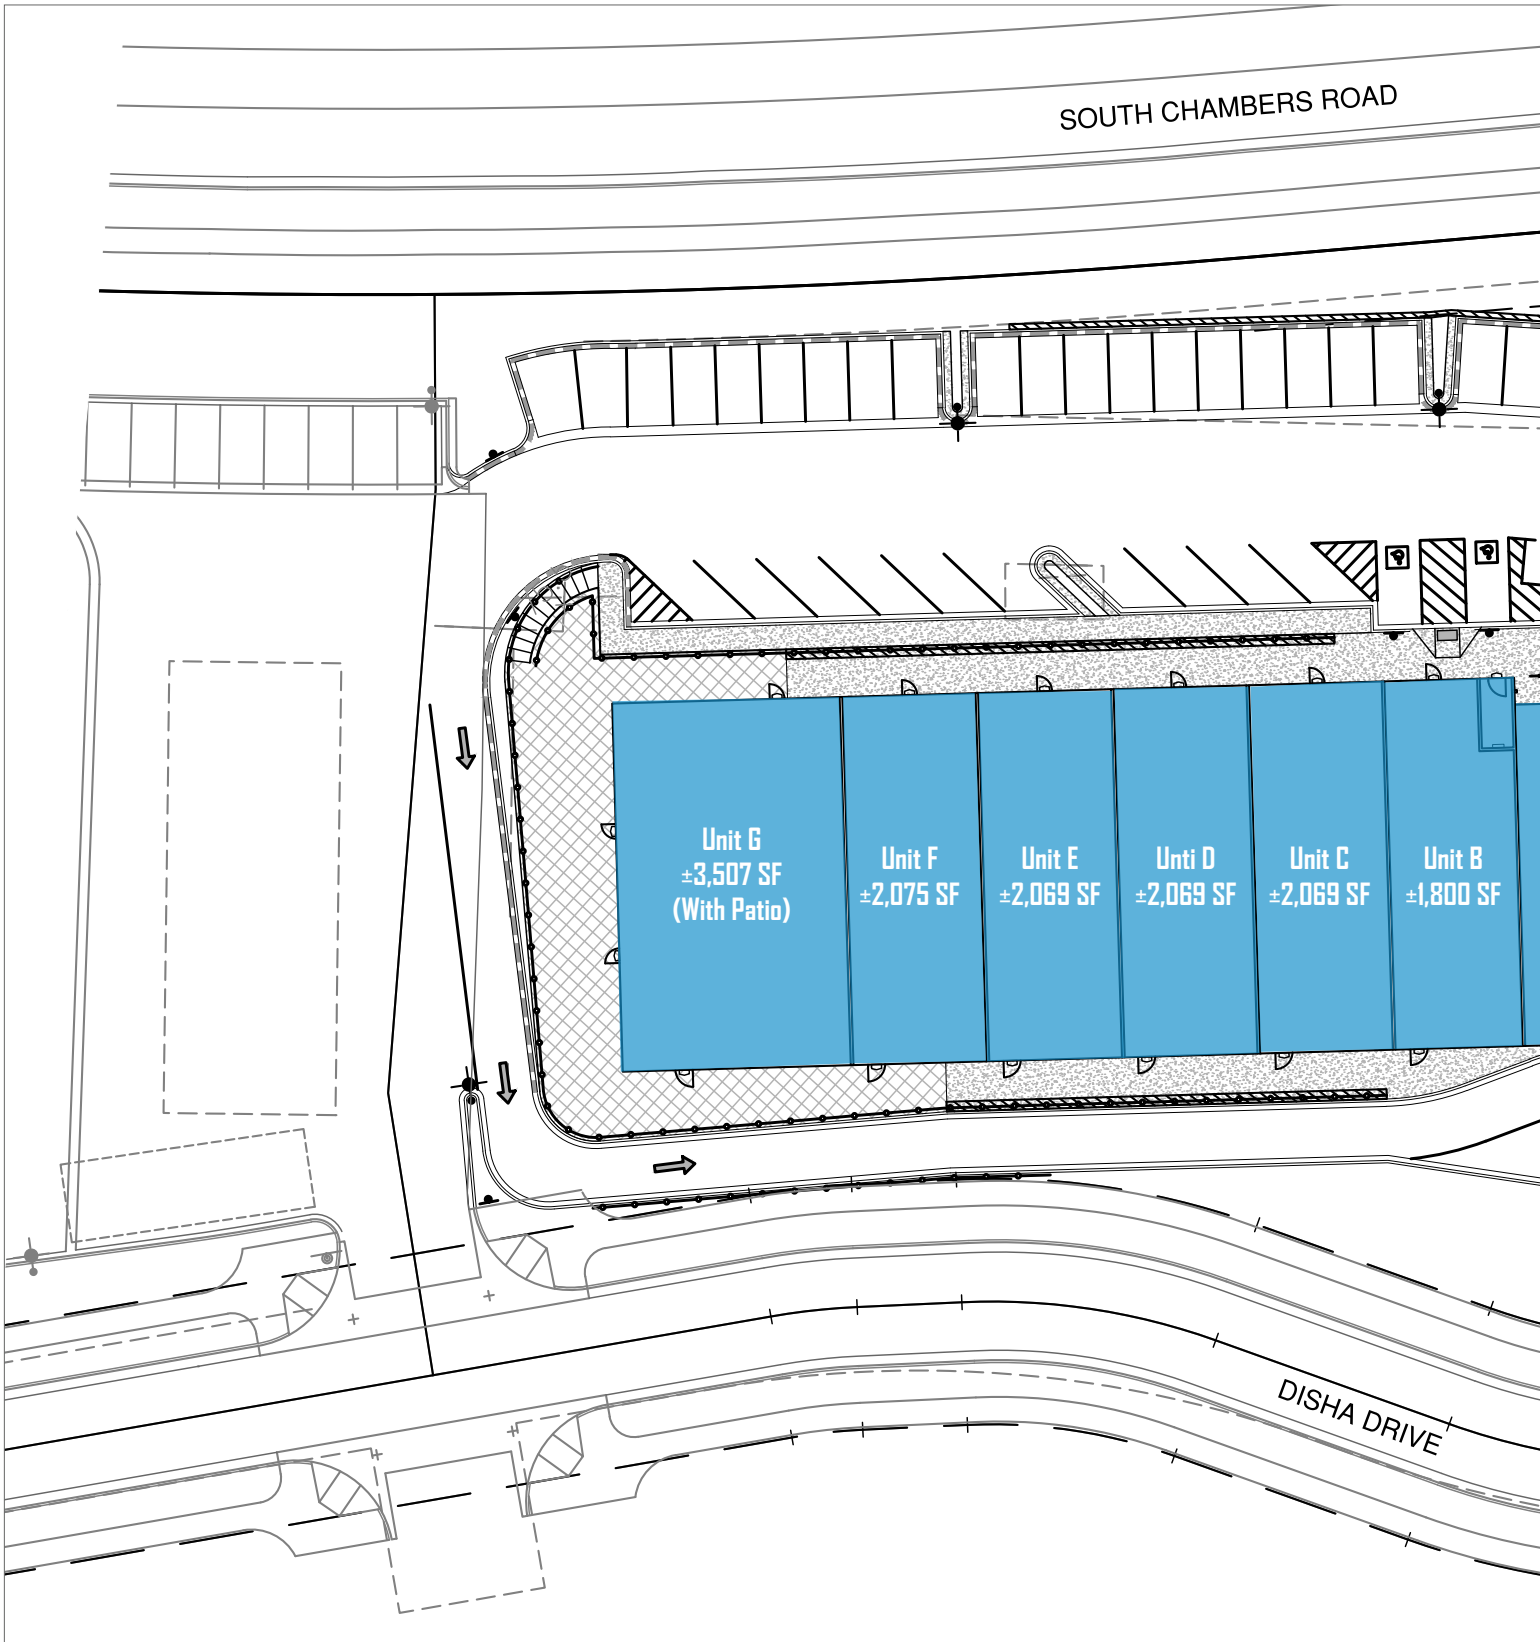 SOUTH CHAMBERS ROAD
Unit G
±3,507 SF
(With Patio)
Unit F
±2,075 SF
Unit E
±2,069 SF
Unti D
±2,069 SF
Unit C
±2,069 SF
Unit B
±1,800 SF
DISHA DRIVE